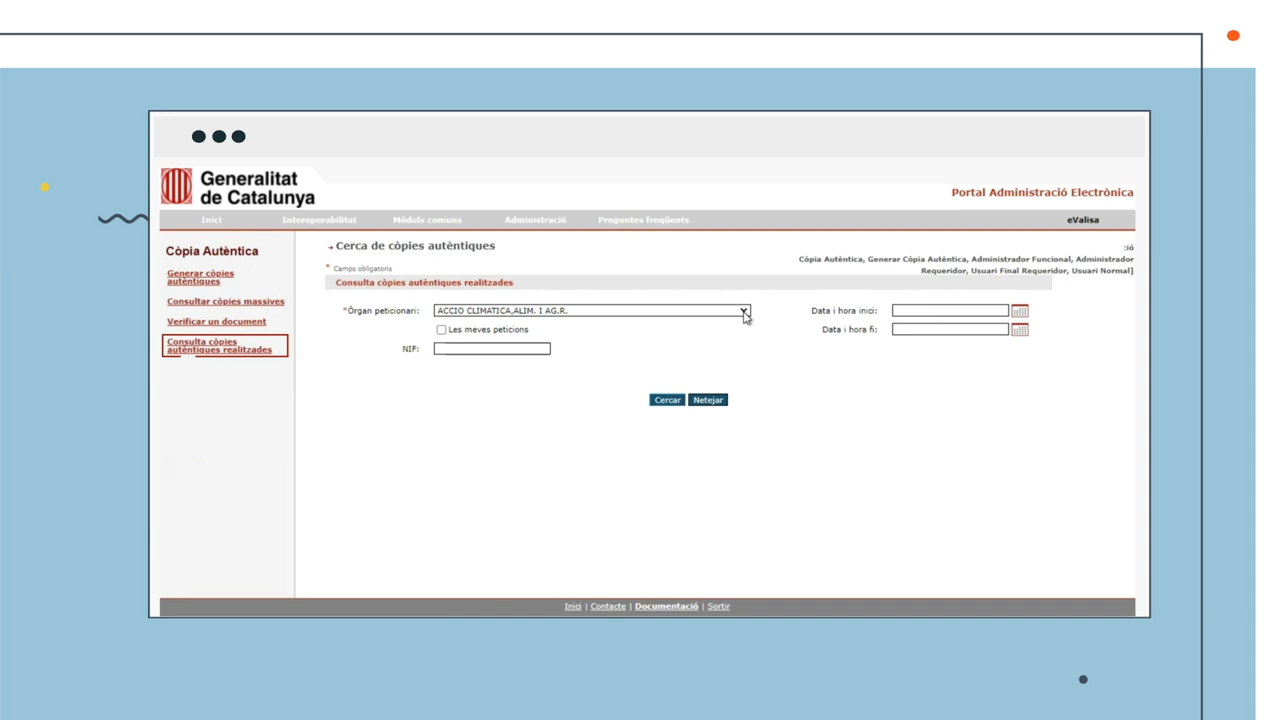 Generalitat
de Catalunya
Portal Administració Electrònica
Inici Interoperabilitat Mòduls comuns Administració Preguntes freqüents eValisa
Còpia Autèntica
Generar còpies
autèntiques
Consultar còpies massives
Verificar un document
Consulta còpies
autèntiques realitzades
Cerca de còpies autèntiques
:ió
Còpia Autèntica, Generar Còpia Autèntica, Administrador Funcional, Administrador
Requeridor, Usuari Final Requeridor, Usuari Normal]
* Camps obligatoris
Consulta còpies autèntiques realitzades
*Òrgan peticionari: ACCIO CLIMATICA,ALIM. I AG.R. Data i hora inici:
Les meves peticions Data i hora fi:
NIF:
Cercar Netejar
Inici | Contacte | Documentació | Sortir